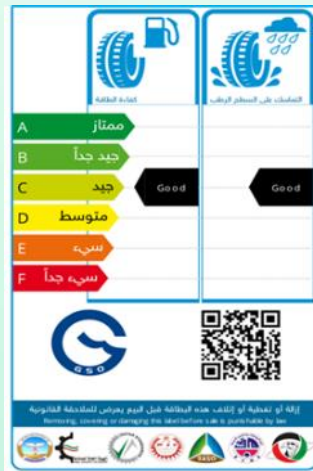 كفاءة الطاقة
التماسك على السطح الرطب
A ممتاز
B جيد جداً
C جيد Good Good
D متوسط
E سيء
F سيء جداً
GSO
إزالة أو تغطية أو إتلاف هذه البطاقة قبل البيع يعرض للملاحقة القانونية
Removing, covering or damaging this label before sale is punishable by law